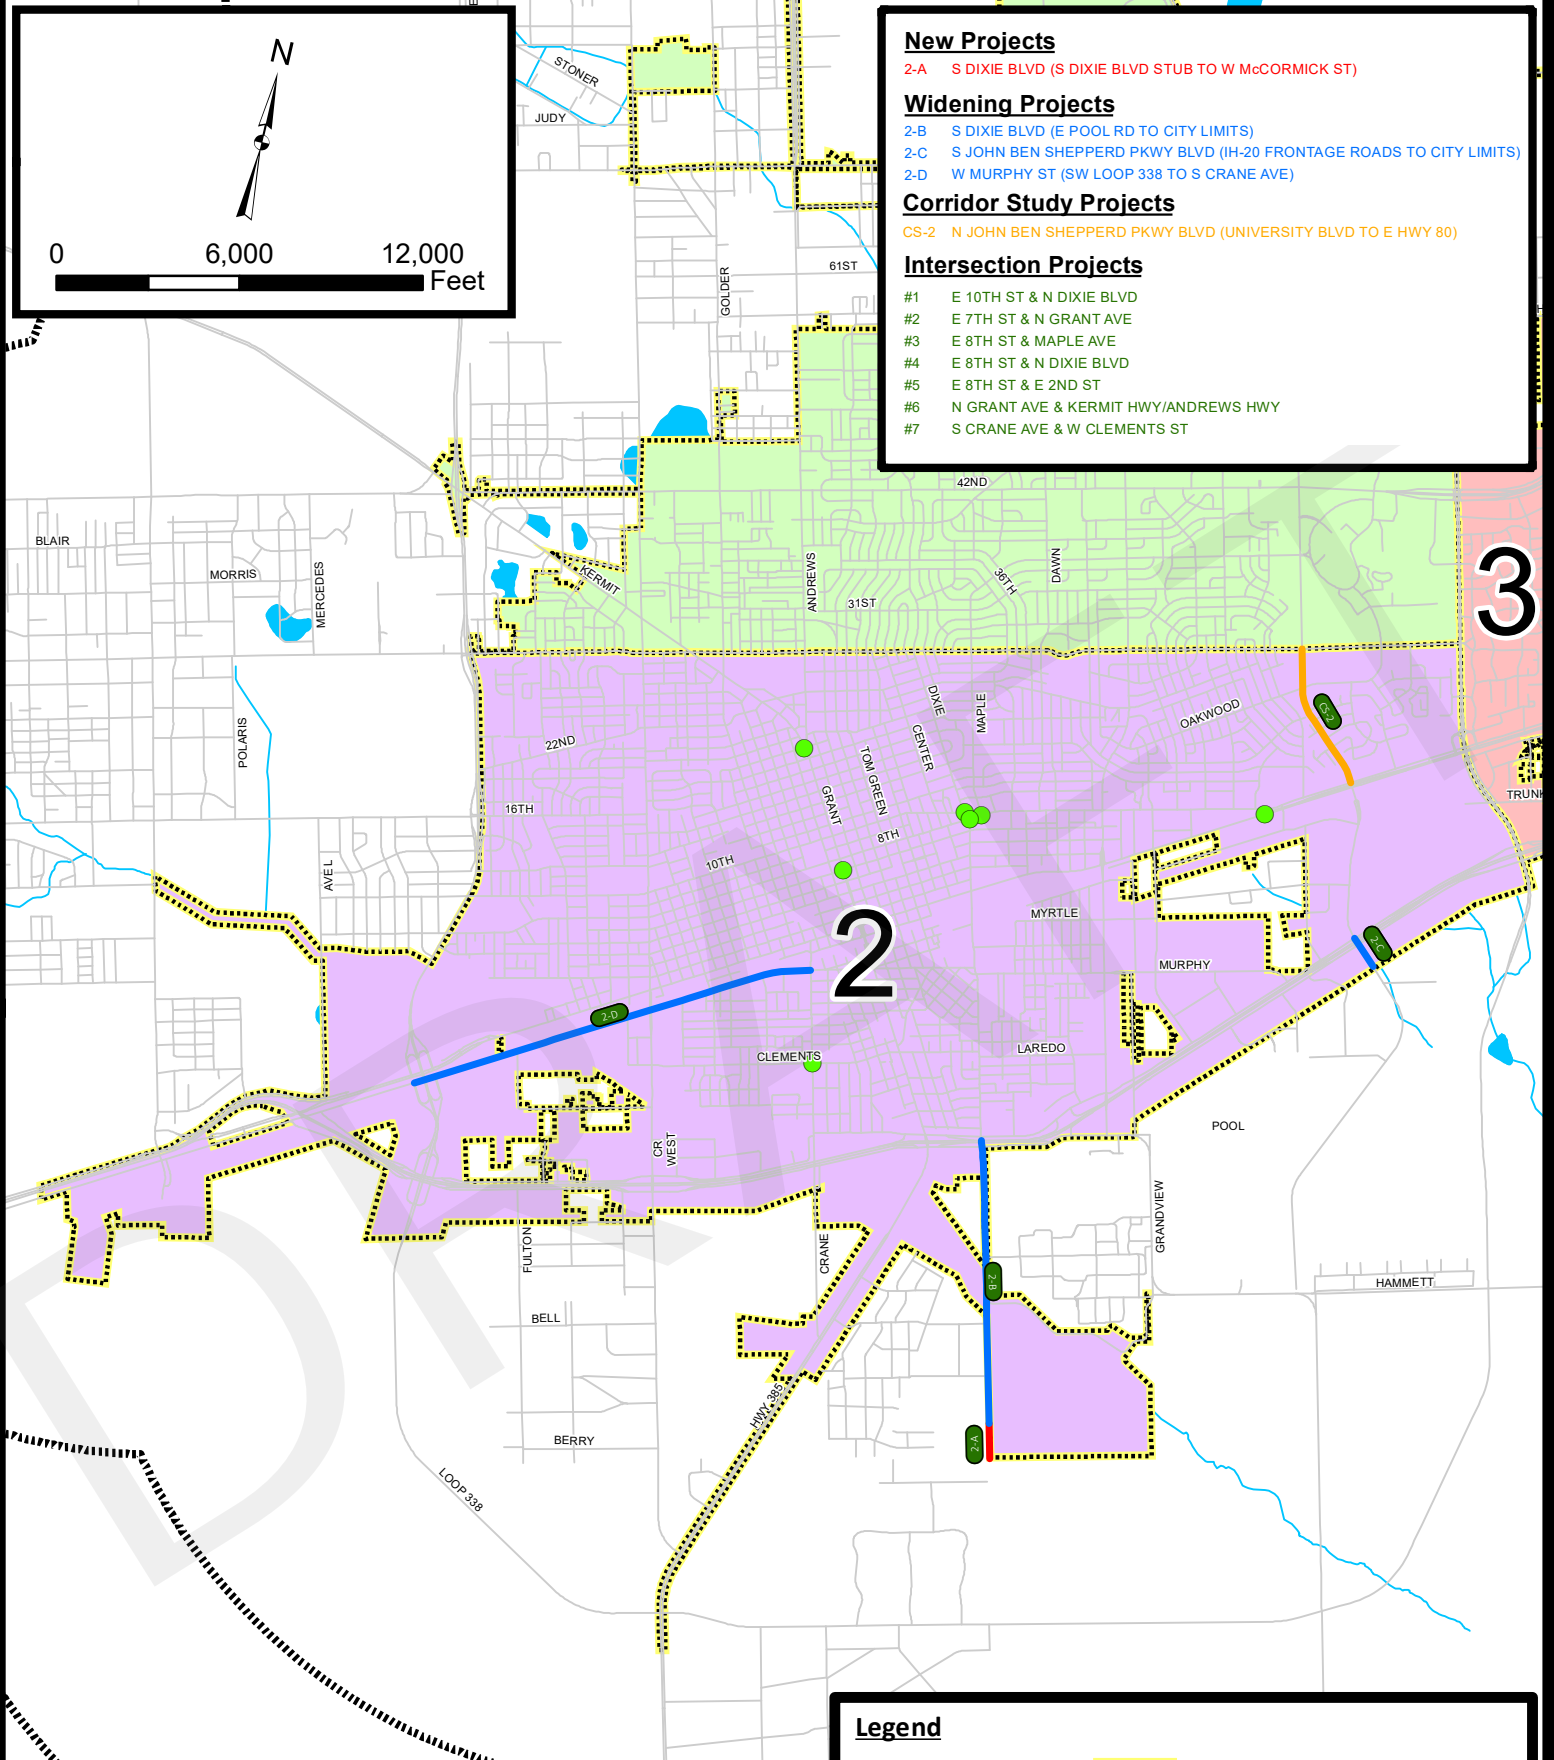 N
0 6,000 12,000
Feet
New Projects
2-A S DIXIE BLVD (S DIXIE BLVD STUB TO W McCORMICK ST)
Widening Projects
2-B S DIXIE BLVD (E POOL RD TO CITY LIMITS)
2-C S JOHN BEN SHEPPERD PKWY BLVD (IH-20 FRONTAGE ROADS TO CITY LIMITS)
2-D W MURPHY ST (SW LOOP 338 TO S CRANE AVE)
Corridor Study Projects
CS-2 N JOHN BEN SHEPPERD PKWY BLVD (UNIVERSITY BLVD TO E HWY 80)
Intersection Projects
#1 E 10TH ST & N DIXIE BLVD
#2 E 7TH ST & N GRANT AVE
#3 E 8TH ST & MAPLE AVE
#4 E 8TH ST & N DIXIE BLVD
#5 E 8TH ST & E 2ND ST
#6 N GRANT AVE & KERMIT HWY/ANDREWS HWY
#7 S CRANE AVE & W CLEMENTS ST
STONER
JUDY
61ST
GOLDER
42ND
BLAIR
MORRIS
MERCEDES
KERMIT
ANDREWS
31ST
36TH
DAWN
3
POLARIS
22ND
16TH
DIXIE
MAPLE
CENTER
TOM GREEN
GRANT
OAKWOOD
CS-2
8TH
10TH
AVE L
TRUNK
MYRTLE
2
MURPHY
2-C
2-D
CLEMENTS
LAREDO
POOL
CR WEST
GRANDVIEW
FULTON
CRANE
2-B
HAMMETT
BELL
HWY 385
BERRY
2-A
LOOP 338
DRAFT
Legend